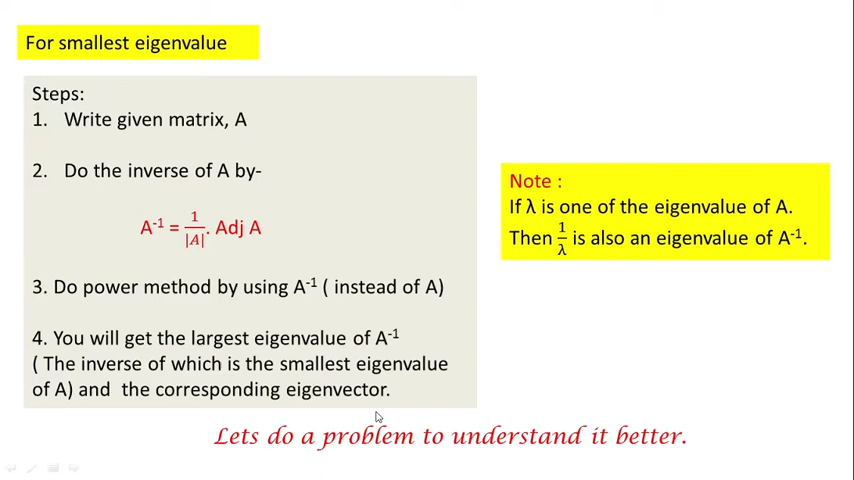 For smallest eigenvalue
Steps:
1. Write given matrix, A
2. Do the inverse of A by-
A⁻¹ = 1/|A| . Adj A
3. Do power method by using A⁻¹ ( instead of A)
4. You will get the largest eigenvalue of A⁻¹
( The inverse of which is the smallest eigenvalue
of A) and the corresponding eigenvector.
Note :
If λ is one of the eigenvalue of A.
Then 1/λ is also an eigenvalue of A⁻¹.
Lets do a problem to understand it better.